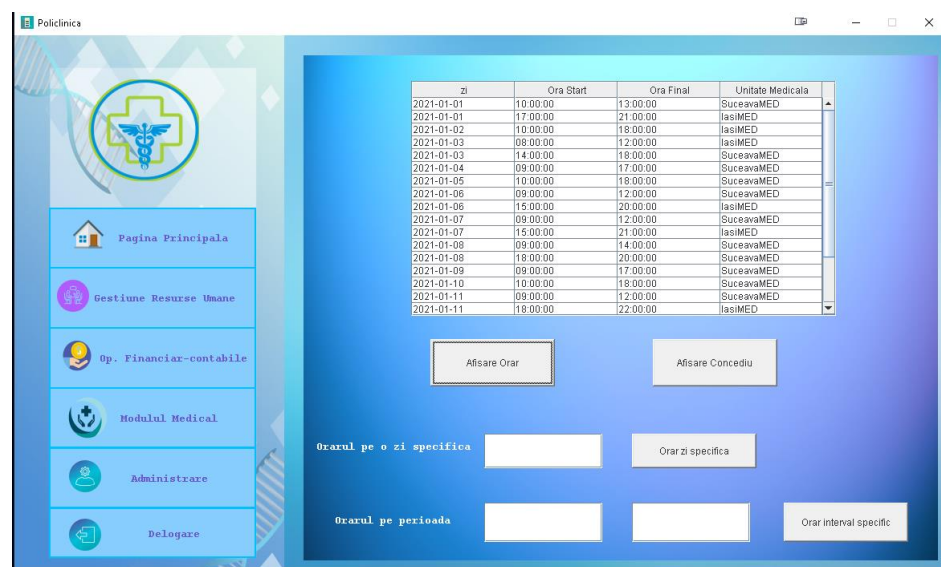 Policlinica
zi Ora Start Ora Final Unitate Medicala
2021-01-01 10:00:00 13:00:00 SuceavaMED
2021-01-01 17:00:00 21:00:00 IasiMED
2021-01-02 10:00:00 18:00:00 IasiMED
2021-01-03 08:00:00 12:00:00 IasiMED
2021-01-03 14:00:00 18:00:00 SuceavaMED
2021-01-04 09:00:00 17:00:00 SuceavaMED
2021-01-05 10:00:00 18:00:00 SuceavaMED
2021-01-06 09:00:00 12:00:00 SuceavaMED
2021-01-06 15:00:00 20:00:00 IasiMED
2021-01-07 09:00:00 12:00:00 SuceavaMED
2021-01-07 15:00:00 21:00:00 IasiMED
2021-01-08 09:00:00 14:00:00 SuceavaMED
2021-01-08 18:00:00 20:00:00 SuceavaMED
2021-01-09 09:00:00 17:00:00 SuceavaMED
2021-01-10 10:00:00 18:00:00 SuceavaMED
2021-01-11 09:00:00 12:00:00 SuceavaMED
2021-01-11 18:00:00 22:00:00 IasiMED
Pagina Principala
Gestiune Resurse Umane
Op. Financiar-contabile
Modulul Medical
Administrare
Delogare
Afisare Orar
Afisare Concediu
Orarul pe o zi specifica
Orar zi specifica
Orarul pe perioada
Orar interval specific